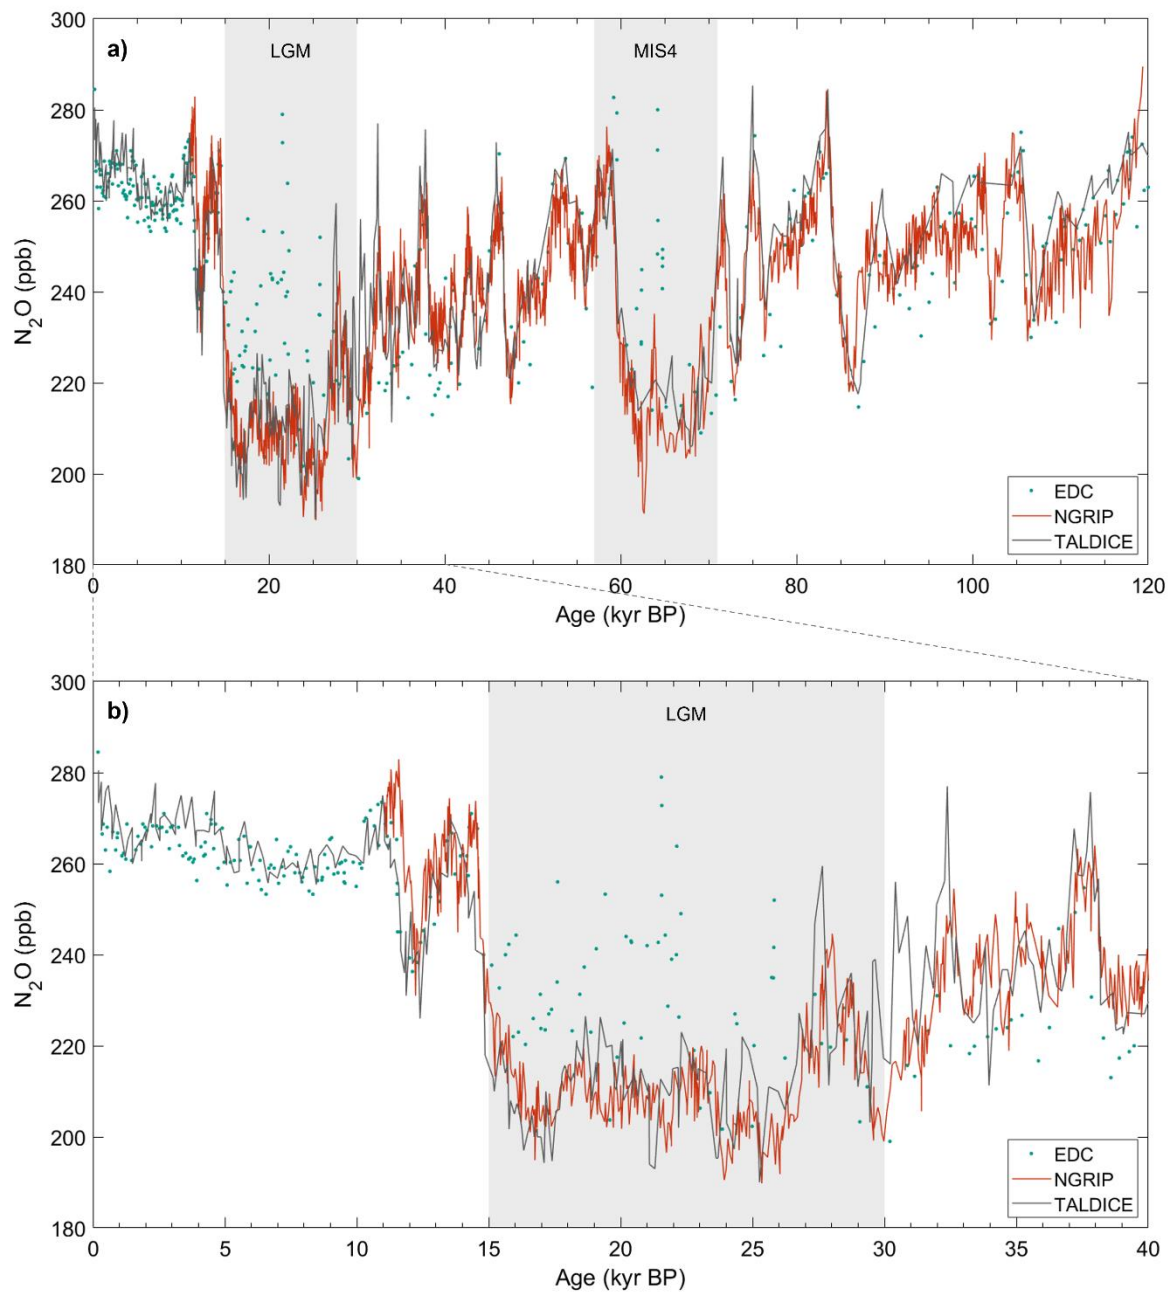 300
a)
LGM
MIS4
280
260
240
220
200
180
N2O (ppb)
EDC
NGRIP
TALDICE
0 20 40 60 80 100 120
Age (kyr BP)
300
b)
LGM
280
260
240
220
200
180
N2O (ppb)
EDC
NGRIP
TALDICE
0 5 10 15 20 25 30 35 40
Age (kyr BP)